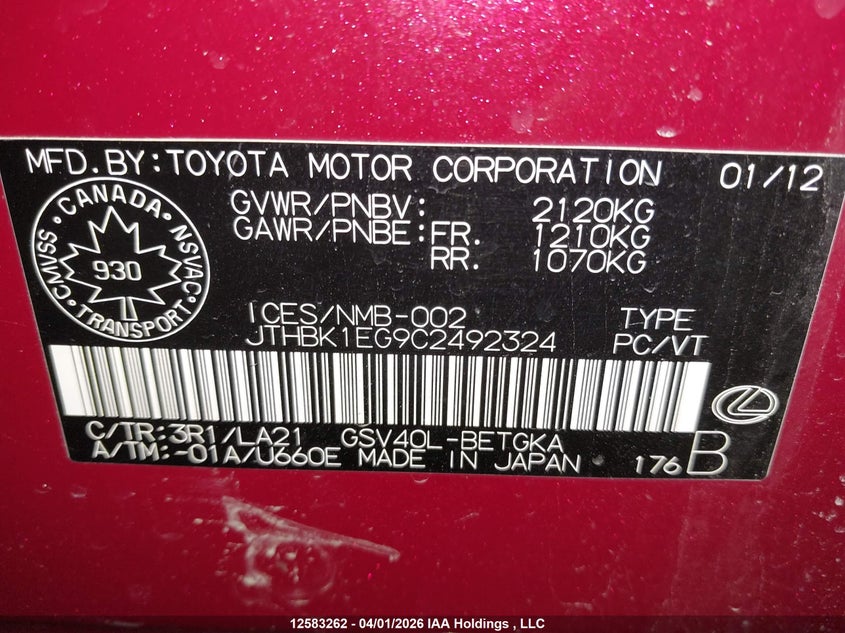 MFD.BY:TOYOTA MOTOR CORPORATION 01/12
GVWR/PNBV: 2120KG
GAWR/PNBE:FR. 1210KG
RR. 1070KG
CANADA
CMVSS · NSVAC
930
TRANSPORT
ICES/NMB-002 TYPE
JTHBK1EG9C2492324 PC/VT
C/TR:3R1/LA21 GSV40L-BETGKA
A/TM:-01A/U660E MADE IN JAPAN 176 B
12583262 - 04/01/2026 IAA Holdings , LLC